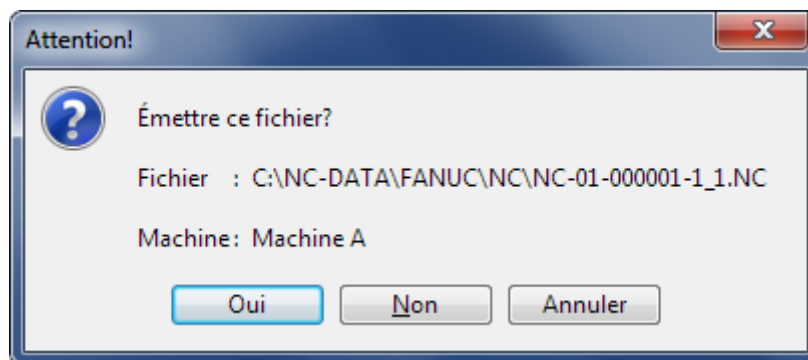 Attention!
Émettre ce fichier?
Fichier : C:\NC-DATA\FANUC\NC\NC-01-000001-1_1.NC
Machine: Machine A
Oui Non Annuler